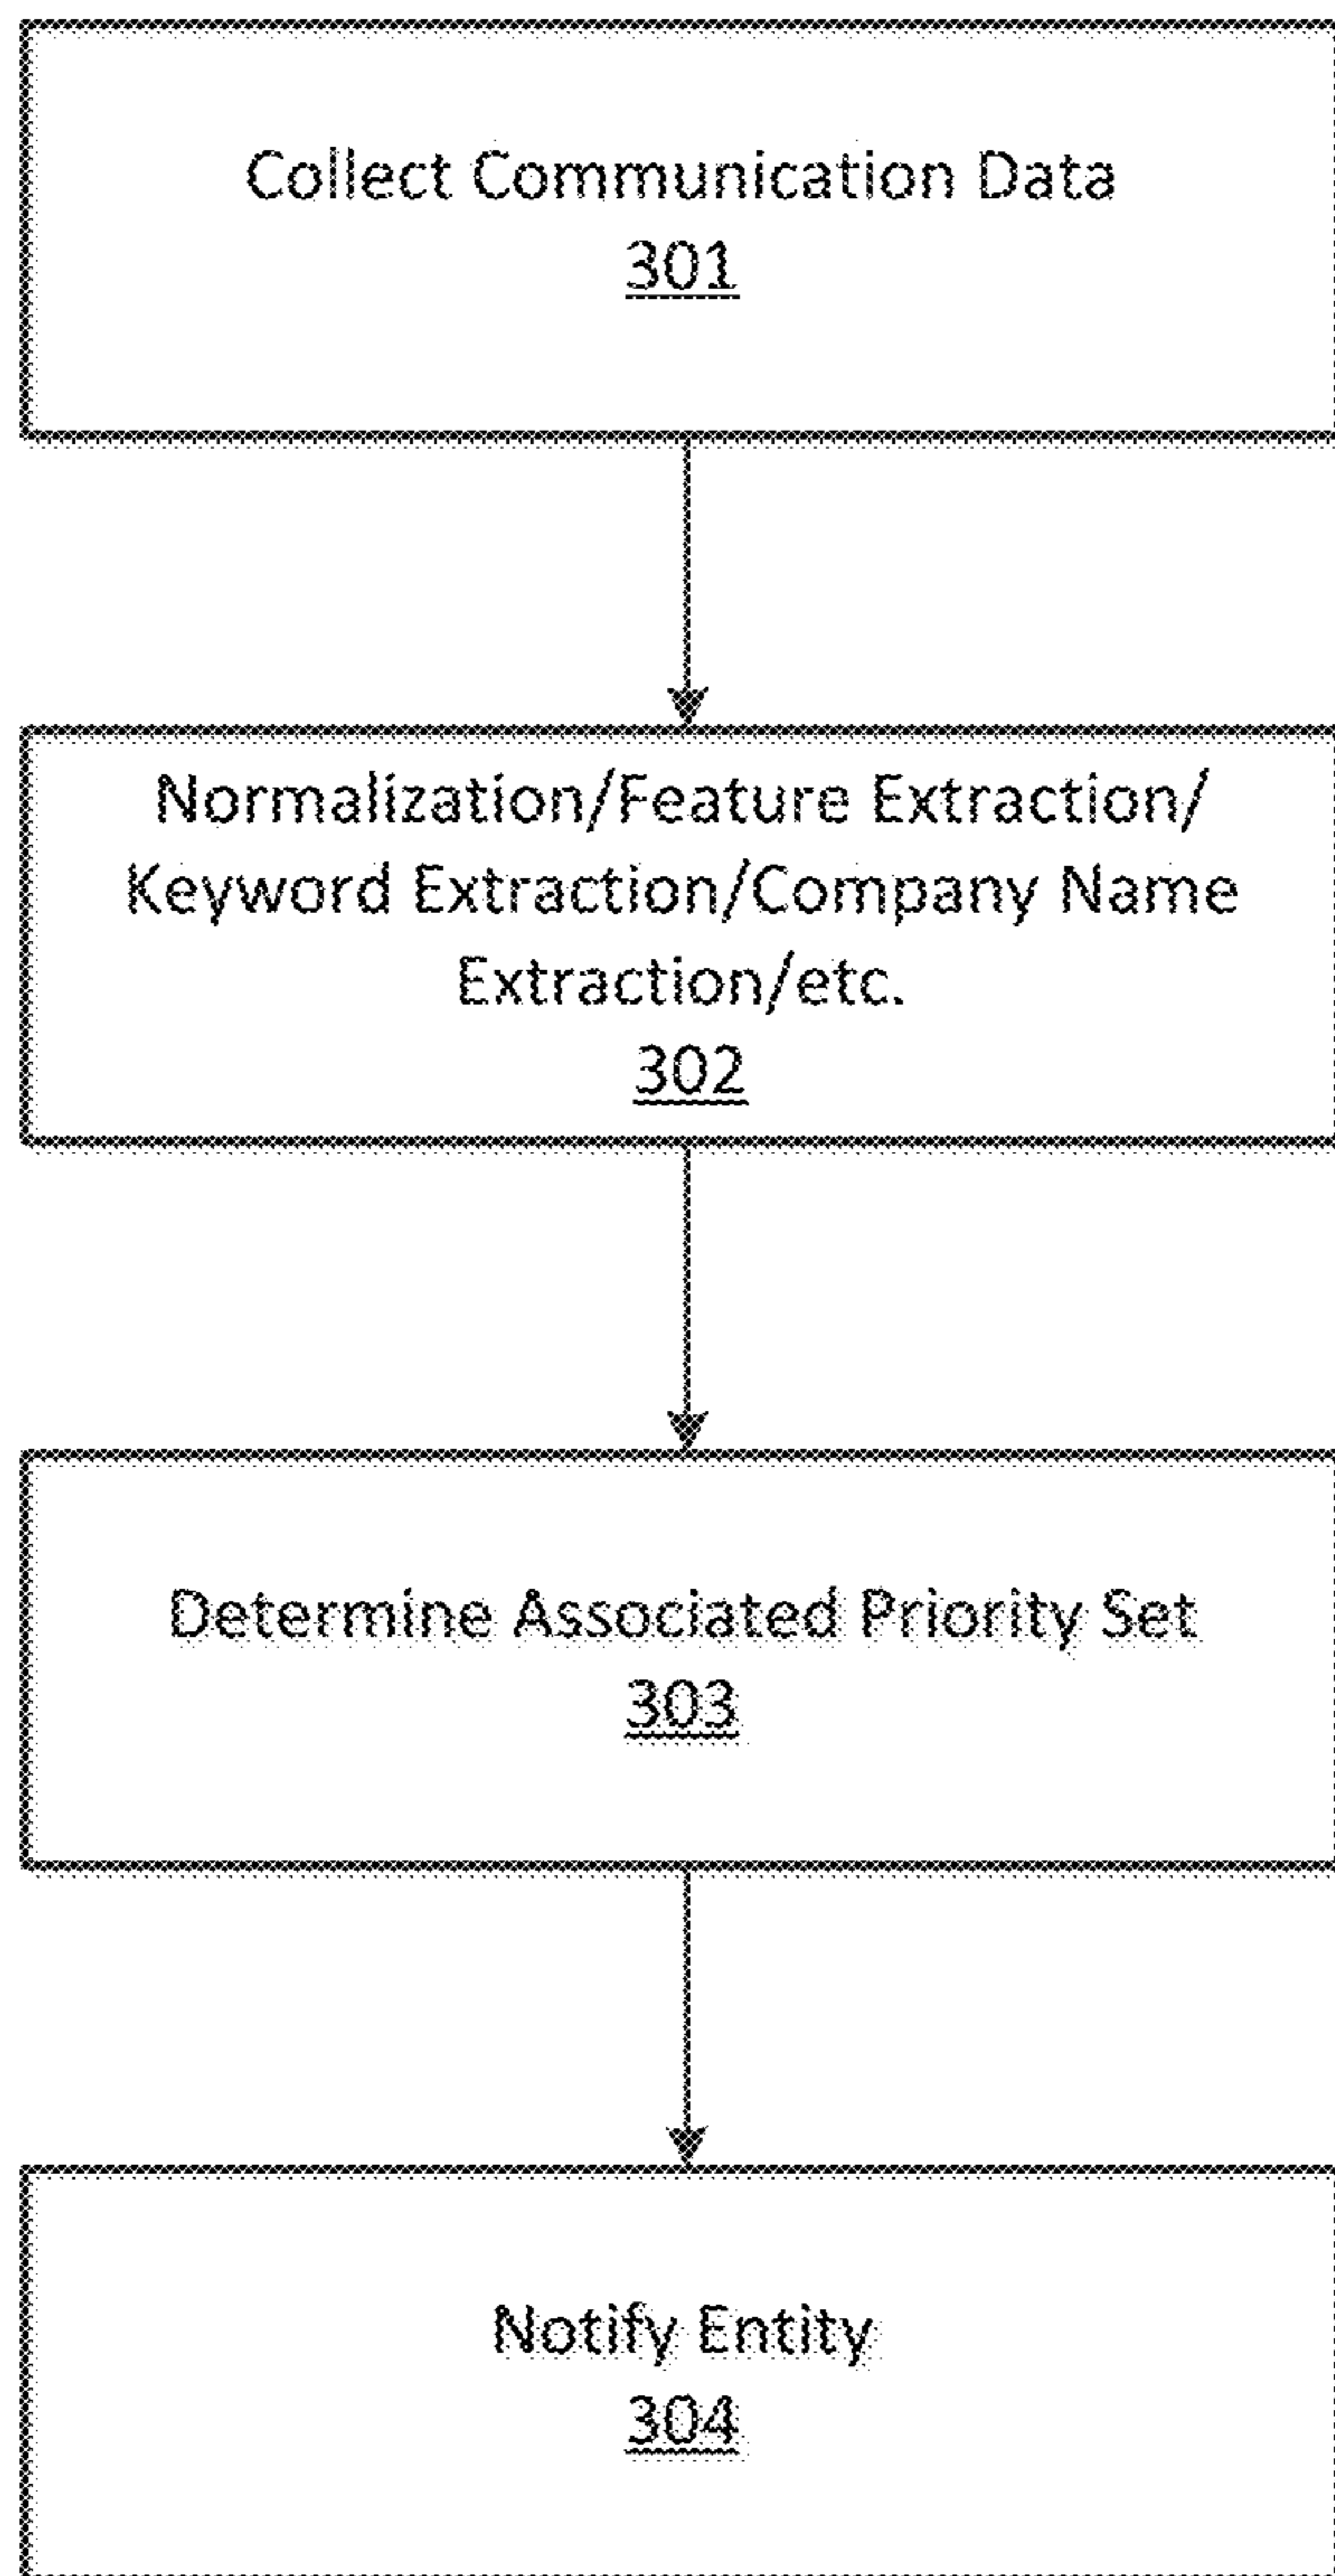 Collect Communication Data
301
Normalization/Feature Extraction/
Keyword Extraction/Company Name
Extraction/etc.
302
Determine Associated Priority Set
303
Notify Entity
304